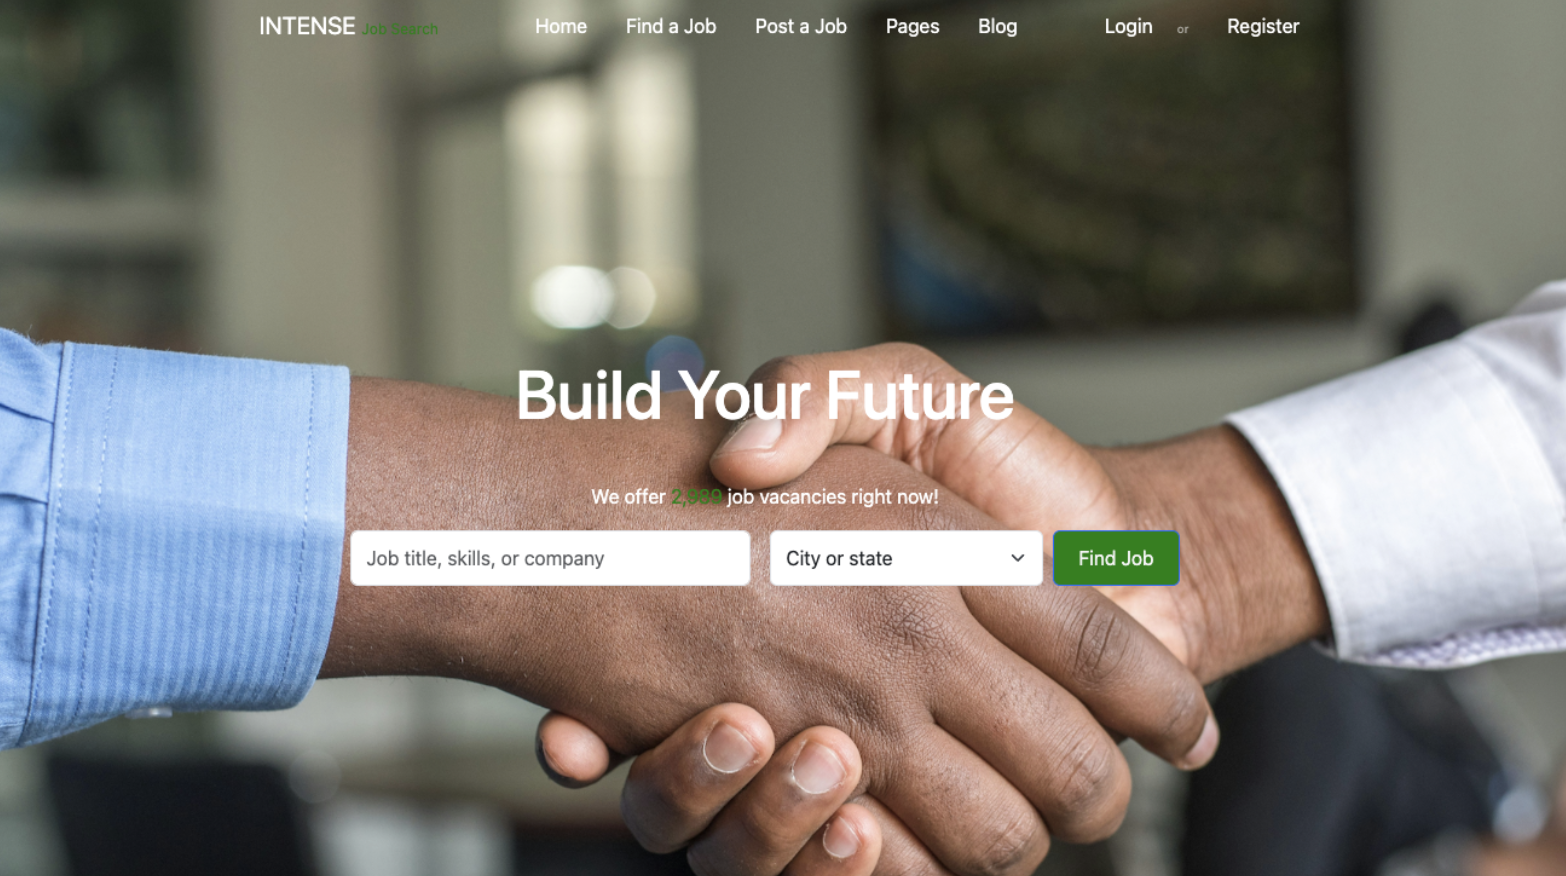 INTENSE Job Search Home Find a Job Post a Job Pages Blog Login or Register
Build Your Future
We offer 2,989 job vacancies right now!
Job title, skills, or company City or state Find Job